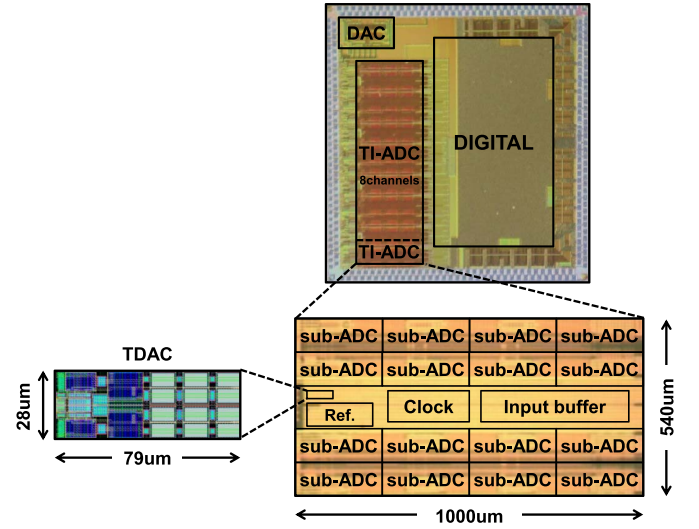 DAC
DIGITAL
TI-ADC
8channels
TI-ADC
TDAC
28um
79um
sub-ADC sub-ADC sub-ADC sub-ADC
sub-ADC sub-ADC sub-ADC sub-ADC
Ref. Clock Input buffer
sub-ADC sub-ADC sub-ADC sub-ADC
sub-ADC sub-ADC sub-ADC sub-ADC
540um
1000um